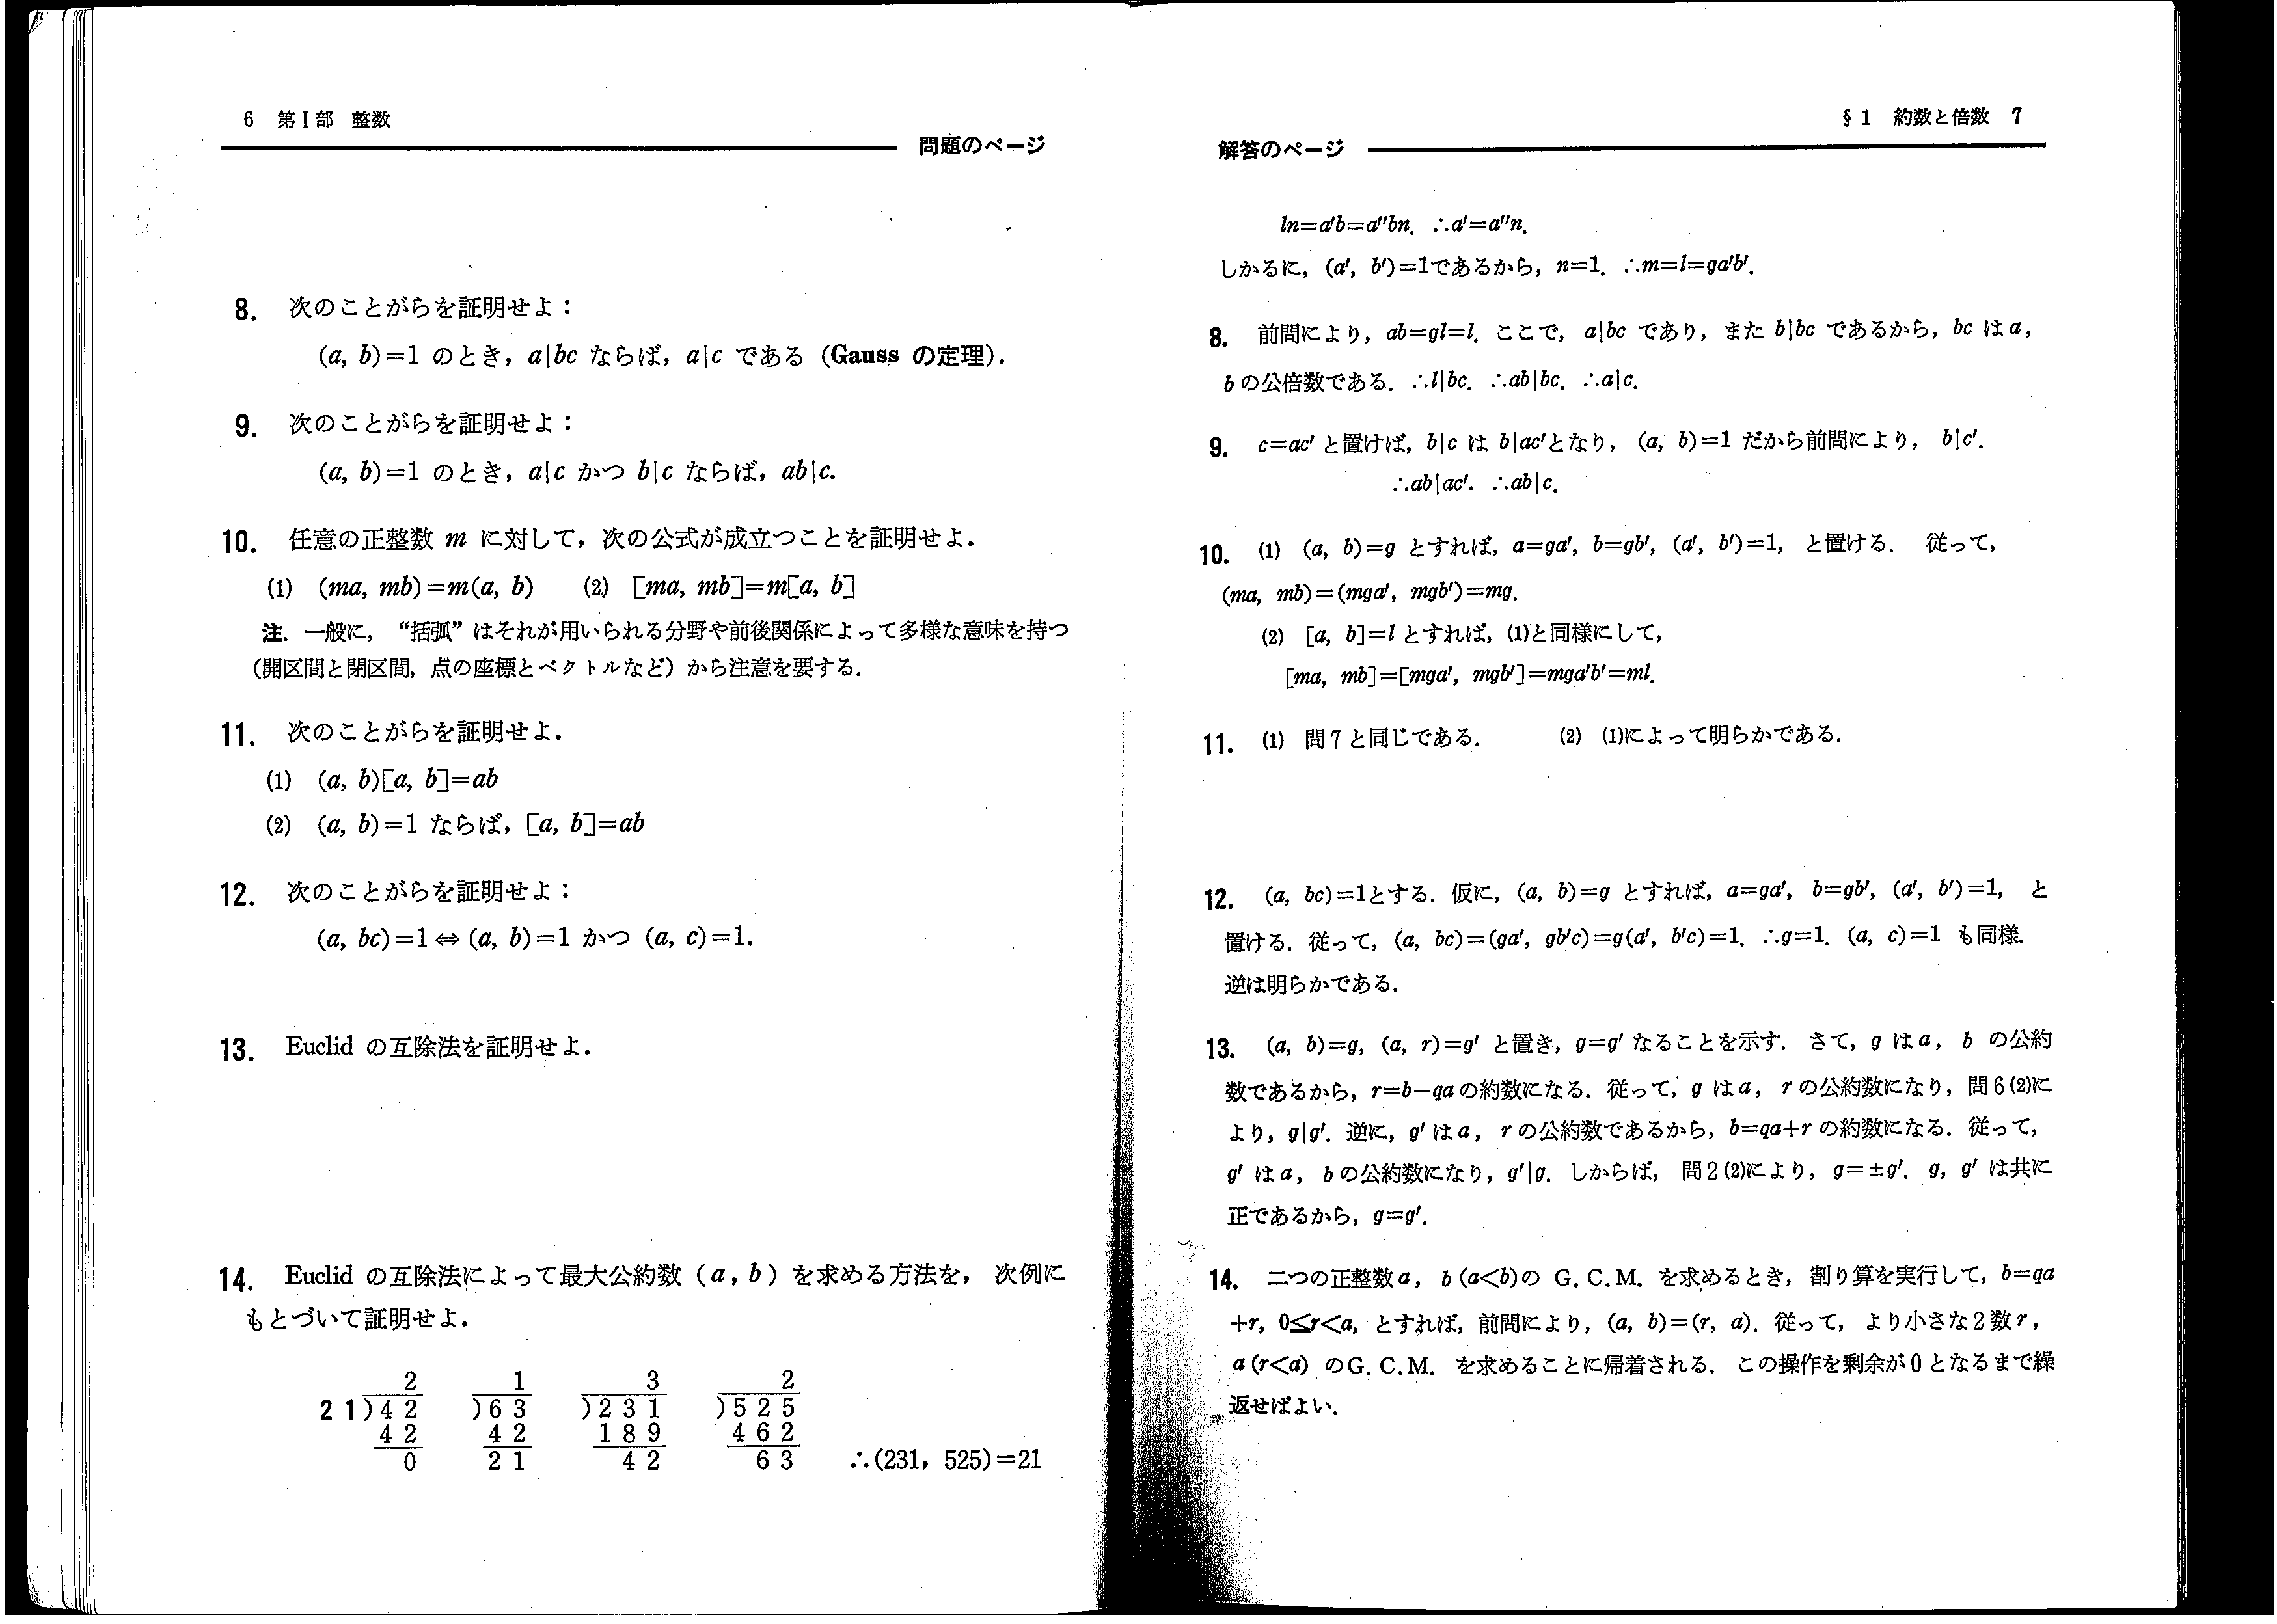 6 第Ⅰ部 整数
問題のページ
8. 次のことがらを証明せよ：
(a, b)=1 のとき，a|bc ならば，a|c である（Gauss の定理）．
9. 次のことがらを証明せよ：
(a, b)=1 のとき，a|c かつ b|c ならば，ab|c.
10. 任意の正整数 m に対して，次の公式が成立つことを証明せよ．
(1) (ma, mb)=m(a, b) (2) [ma, mb]=m[a, b]
注．一般に，“括弧”はそれが用いられる分野や前後関係によって多様な意味を持つ
（開区間と閉区間，点の座標とベクトルなど）から注意を要する．
11. 次のことがらを証明せよ．
(1) (a, b)[a, b]=ab
(2) (a, b)=1 ならば，[a, b]=ab
12. 次のことがらを証明せよ：
(a, bc)=1⇔(a, b)=1 かつ (a, c)=1.
13. Euclid の互除法を証明せよ．
14. Euclid の互除法によって最大公約数（a, b）を求める方法を，次例に
もとづいて証明せよ．
2 1 3 2
2 1)4 2 )6 3 )2 3 1 )5 2 5
4 2 4 2 1 8 9 4 6 2
0 2 1 4 2 6 3 ∴(231, 525)=21
§1 約数と倍数 7
解答のページ
ln=a'b=a''bn. ∴a'=a''n.
しかるに，(a', b')=1であるから，n=1. ∴m=l=ga'b'.
8. 前問により，ab=gl=l. ここで，a|bc であり，また b|bc であるから，bc は a,
b の公倍数である．∴l|bc. ∴ab|bc. ∴a|c.
9. c=ac' と置けば，b|c は b|ac'となり，(a, b)=1 だから前問により，b|c'.
∴ab|ac'. ∴ab|c.
10. (1) (a, b)=g とすれば，a=ga', b=gb', (a', b')=1, と置ける． 従って，
(ma, mb)=(mga', mgb')=mg.
(2) [a, b]=l とすれば，(1)と同様にして，
[ma, mb]=[mga', mgb']=mga'b'=ml.
11. (1) 問7と同じである． (2) (1)によって明らかである．
12. (a, bc)=1とする．仮に，(a, b)=g とすれば，a=ga', b=gb', (a', b')=1, と
置ける．従って，(a, bc)=(ga', gb'c)=g(a', b'c)=1. ∴g=1. (a, c)=1 も同様．
逆は明らかである．
13. (a, b)=g, (a, r)=g' と置き，g=g' なることを示す．さて，g は a, b の公約
数であるから，r=b−qa の約数になる．従って，g は a, r の公約数になり，問6(2)に
より，g|g'. 逆に，g' は a, r の公約数であるから，b=qa+r の約数になる．従って，
g' は a, b の公約数になり，g'|g. しからば，問2(2)により，g=±g'. g, g' は共に
正であるから，g=g'.
14. 二つの正整数 a, b (a<b)の G.C.M. を求めるとき，割り算を実行して，b=qa
+r, 0≦r<a, とすれば，前問により，(a, b)=(r, a). 従って，より小さな2数 r,
a (r<a) のG.C.M. を求めることに帰着される．この操作を剰余が0となるまで繰
返せばよい．